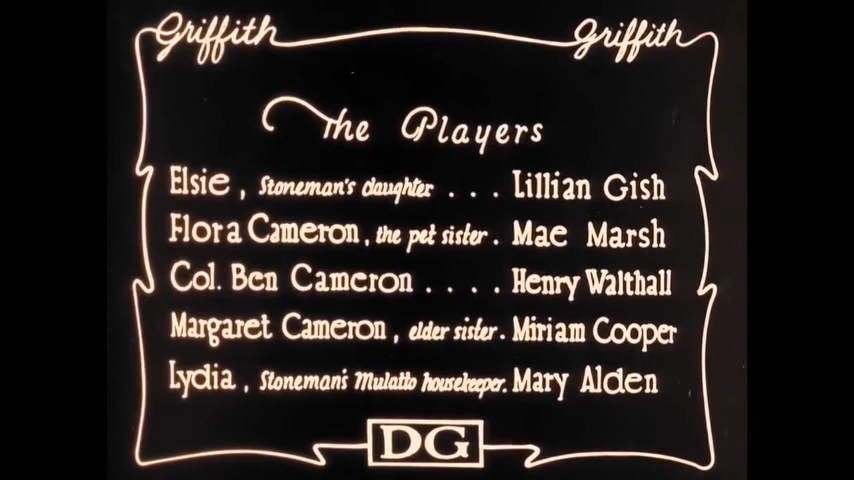 Griffith Griffith
The Players
Elsie, Stoneman's daughter . . . Lillian Gish
Flora Cameron, the pet sister . Mae Marsh
Col. Ben Cameron . . . . Henry Walthall
Margaret Cameron, elder sister . Miriam Cooper
Lydia, Stoneman's Mulatto housekeeper. Mary Alden
DG